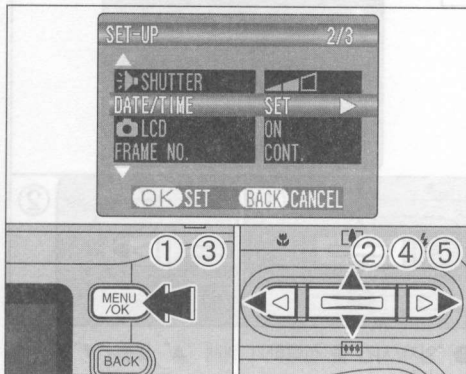 SET-UP 2/3
SHUTTER
DATE/TIME SET
LCD ON
FRAME NO. CONT.
OK SET BACK CANCEL
① ③
② ④ ⑤
MENU
/OK
BACK
②